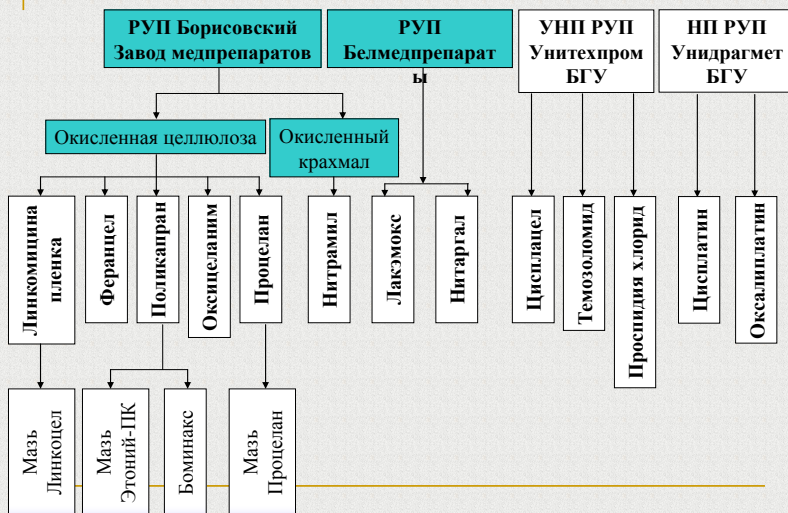 РУП Борисовский
Завод медпрепаратов
РУП
Белмедпрепарат
ы
УНП РУП
Унитехпром
БГУ
НП РУП
Унидрагмет
БГУ
Окисленная целлюлоза
Окисленный
крахмал
Линкомицина
пленка
Феранцел
Поликапран
Оксицеланим
Процелан
Нитрамил
Лакэмокс
Нитаргал
Цисплацел
Темозоломид
Проспидия хлорид
Цисплатин
Оксалиплатин
Мазь
Линкоцел
Мазь
Этоний-ПК
Боминакс
Мазь
Процелан